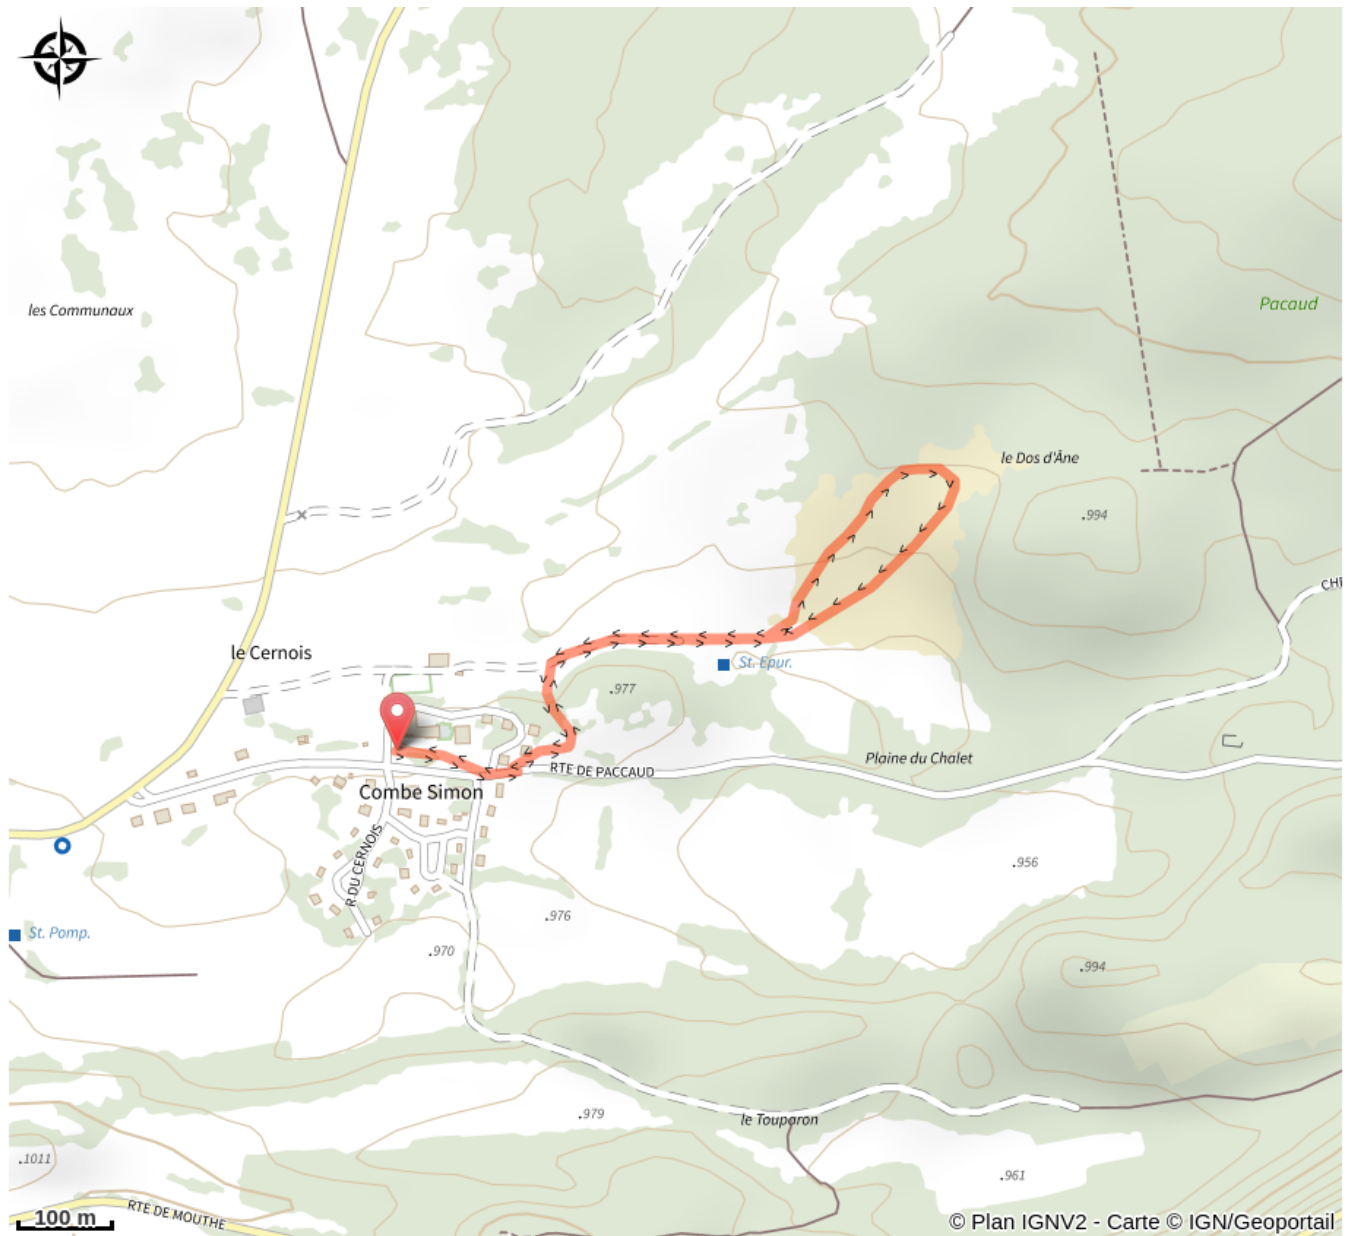 les Communaux
Pacaud
le Dos d'Âne
.994
CHE
le Cernois
St. Epur.
.977
Plaine du Chalet
RTE DE PACCAUD
Combe Simon
R DU CERNOIS
.956
.976
St. Pomp.
.970
.994
.979
le Touparon
.1011
.961
RTE DE MOUTHE
100 m
© Plan IGNV2 - Carte © IGN/Geoportail